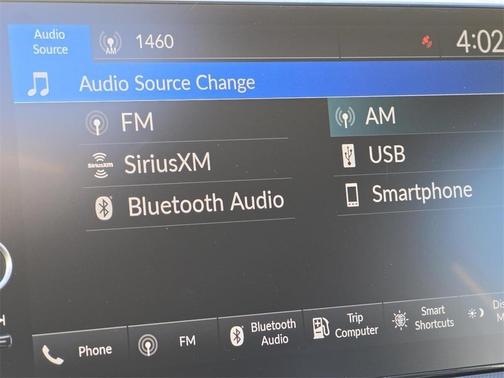 Audio
Source
AM
1460
4:02
Audio Source Change
FM
AM
SiriusXM
SiriusXM
USB
Bluetooth Audio
Smartphone
Phone
FM
Bluetooth
Audio
Trip
Computer
Smart
Shortcuts